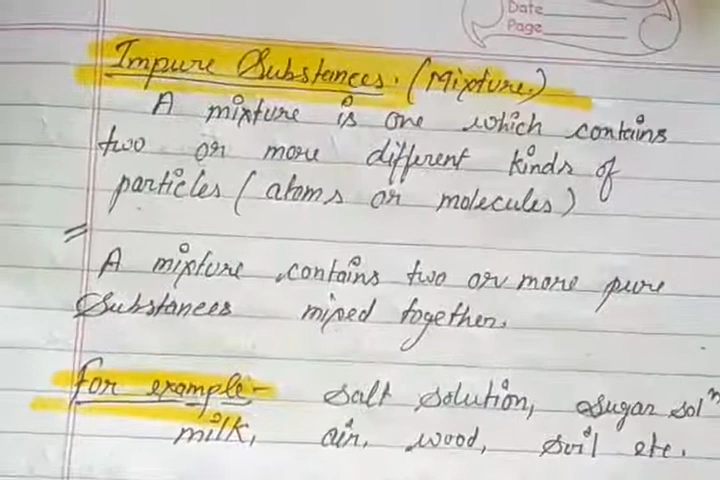 Date
Page
Impure Substances. (Mixture.)
A mixture is one which contains
two or more different kinds of
particles (atoms or molecules)
A mixture contains two or more pure
Substances mixed together.
For example- Salt solution, sugar solⁿ
milk, air, wood, soil etc.